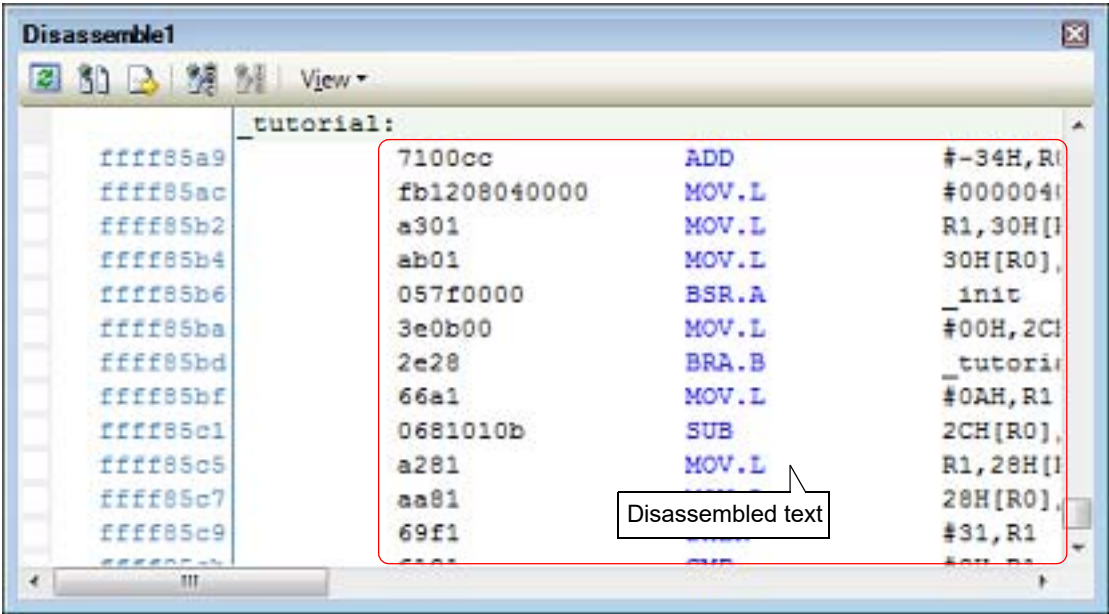 Disassemble1
View
_tutorial:
ffff85a9 7100cc ADD #-34H,R
ffff85ac fb1208040000 MOV.L #000004
ffff85b2 a301 MOV.L R1,30H[
ffff85b4 ab01 MOV.L 30H[R0],
ffff85b6 057f0000 BSR.A _init
ffff85ba 3e0b00 MOV.L #00H,2C
ffff85bd 2e28 BRA.B _tutori
ffff85bf 66a1 MOV.L #0AH,R1
ffff85c1 0681010b SUB 2CH[R0],
ffff85c5 a281 MOV.L R1,28H[
ffff85c7 aa81 28H[R0],
Disassembled text
ffff85c9 69f1 #31,R1